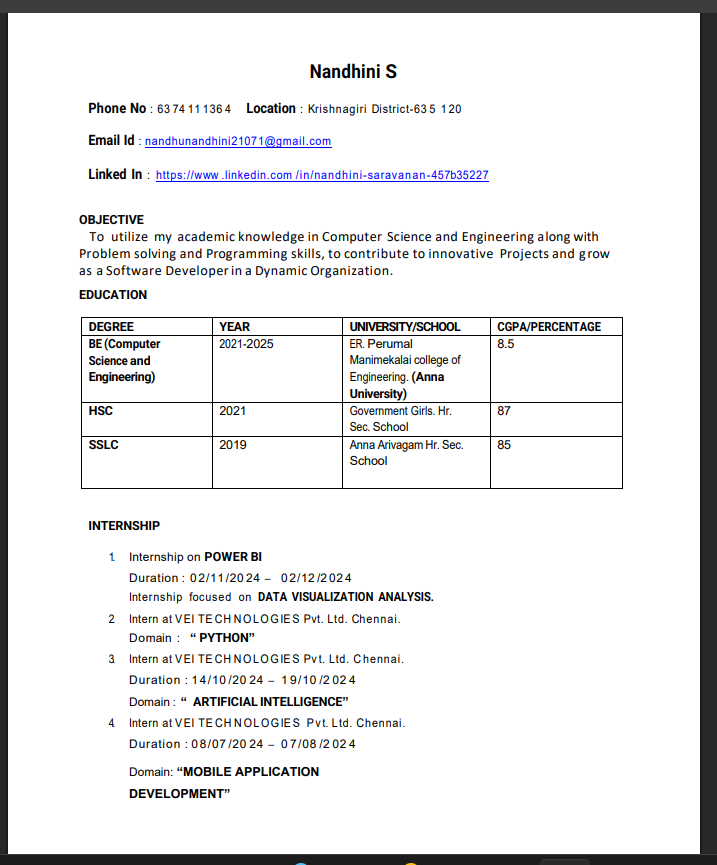 Nandhini S
Phone No : 6374111364 Location : Krishnagiri District-635 120
Email Id : nandhunandhini21071@gmail.com
Linked In : https://www.linkedin.com/in/nandhini-saravanan-457b35227
OBJECTIVE
To utilize my academic knowledge in Computer Science and Engineering along with
Problem solving and Programming skills, to contribute to innovative Projects and grow
as a Software Developer in a Dynamic Organization.
EDUCATION
DEGREE YEAR UNIVERSITY/SCHOOL CGPA/PERCENTAGE
BE (Computer 2021-2025 ER. Perumal 8.5
Science and Manimekalai college of
Engineering) Engineering. (Anna
University)
HSC 2021 Government Girls. Hr. 87
Sec. School
SSLC 2019 Anna Arivagam Hr. Sec. 85
School
INTERNSHIP
1. Internship on POWER BI
Duration : 02/11/2024 – 02/12/2024
Internship focused on DATA VISUALIZATION ANALYSIS.
2 Intern at VEI TECHNOLOGIES Pvt. Ltd. Chennai.
Domain : “ PYTHON”
3. Intern at VEI TECHNOLOGIES Pvt. Ltd. Chennai.
Duration : 14/10/2024 – 19/10/2024
Domain : “ ARTIFICIAL INTELLIGENCE”
4. Intern at VEI TECHNOLOGIES Pvt. Ltd. Chennai.
Duration : 08/07/2024 – 07/08/2024
Domain: “MOBILE APPLICATION
DEVELOPMENT”